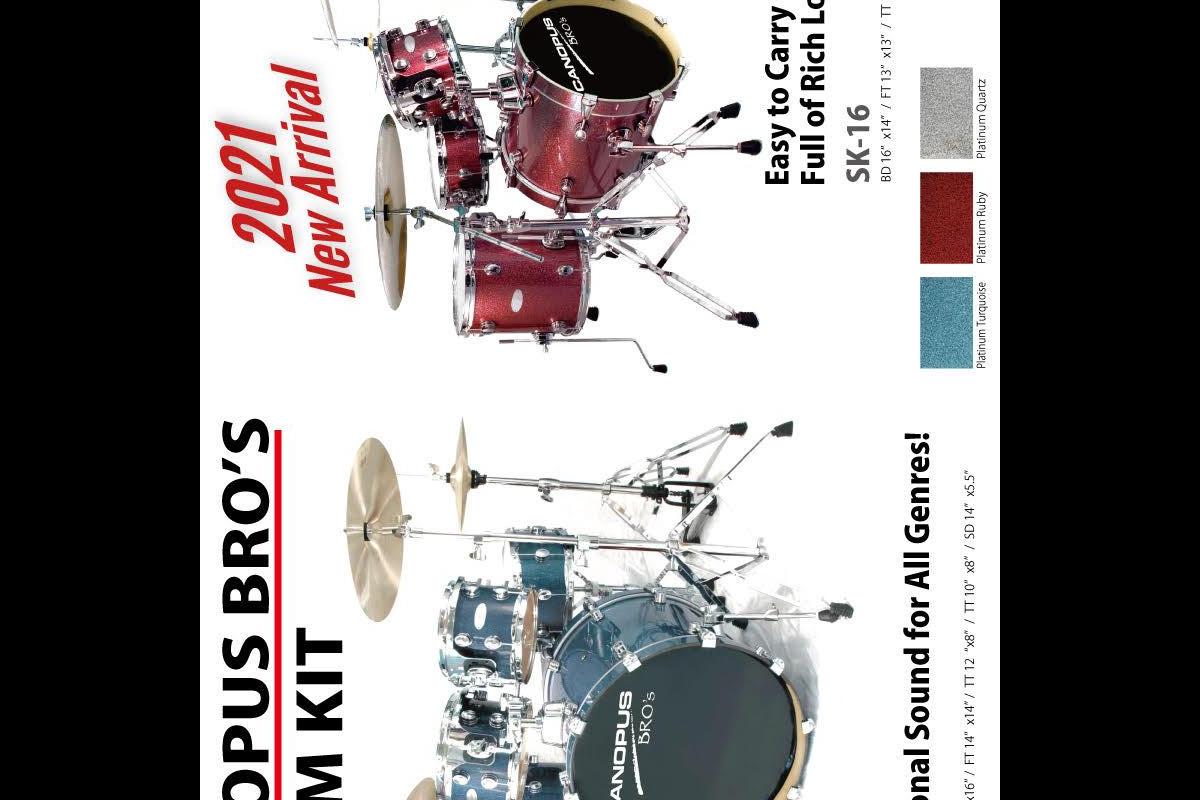 OPUS BRO'S
M KIT
ANOPUS
BRO's
onal Sound for All Genres!
x16" / FT 14" x14"/ TT 12 "x8" / TT 10" x8" / SD 14" x5.5"
2021
New Arrival
CANOPUS
BRO's
Easy to Carry
Full of Rich Lo
SK-16
BD 16" x14" / FT 13" x13" / TT
Platinum Turquoise
Platinum Ruby
Platinum Quartz